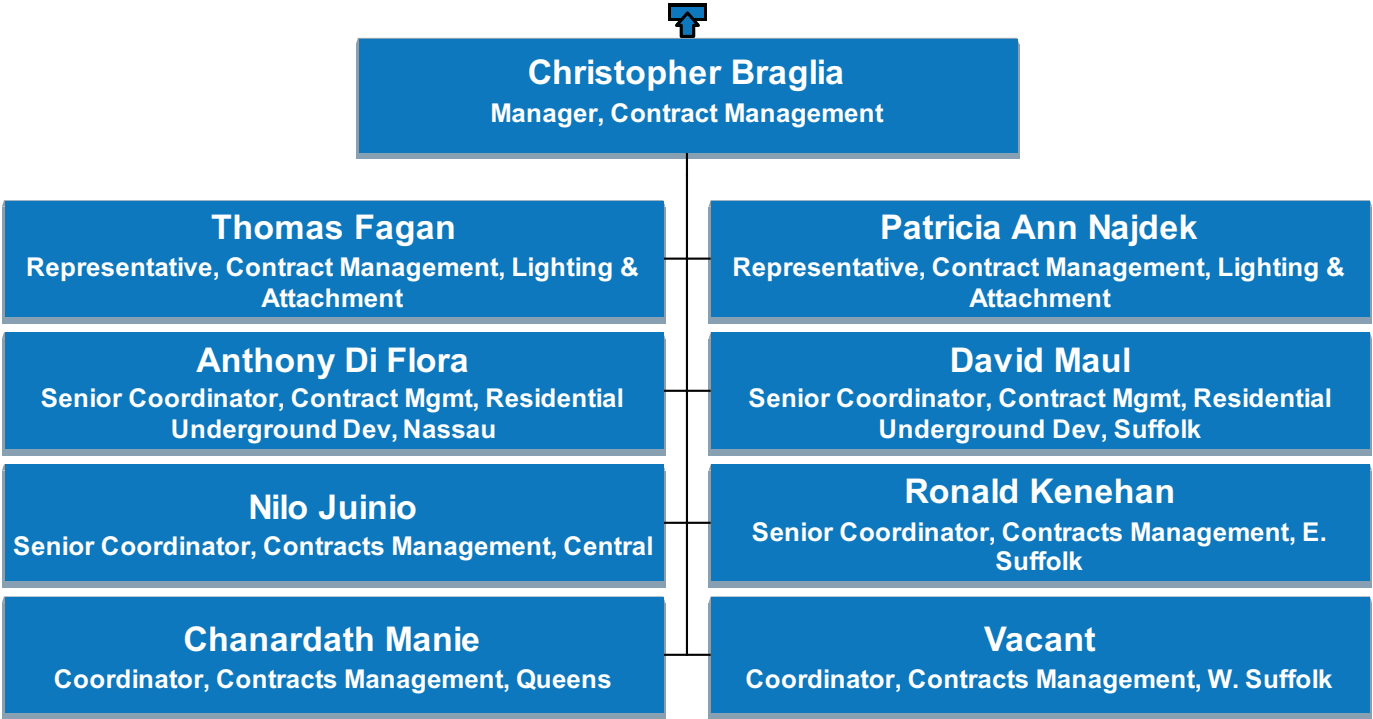 Christopher Braglia
Manager, Contract Management
Thomas Fagan
Representative, Contract Management, Lighting &
Attachment
Patricia Ann Najdek
Representative, Contract Management, Lighting &
Attachment
Anthony Di Flora
Senior Coordinator, Contract Mgmt, Residential
Underground Dev, Nassau
David Maul
Senior Coordinator, Contract Mgmt, Residential
Underground Dev, Suffolk
Nilo Juinio
Senior Coordinator, Contracts Management, Central
Ronald Kenehan
Senior Coordinator, Contracts Management, E.
Suffolk
Chanardath Manie
Coordinator, Contracts Management, Queens
Vacant
Coordinator, Contracts Management, W. Suffolk